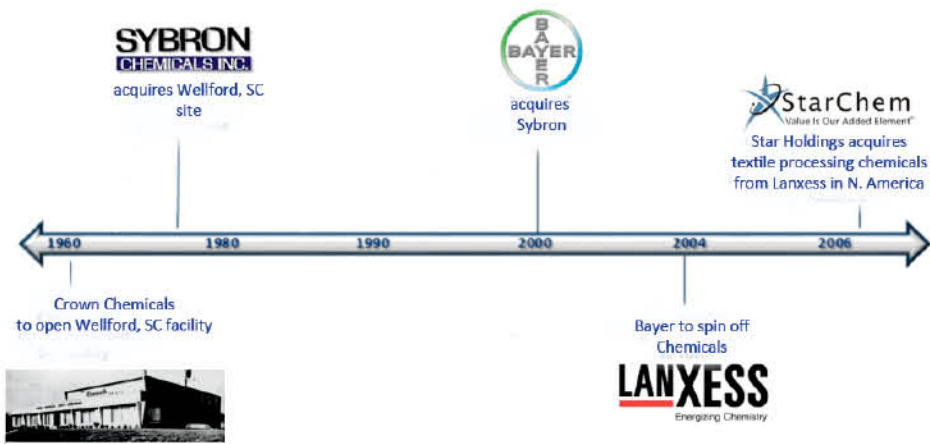 SYBRON
CHEMICALS INC.
acquires Wellford, SC
site
BAYER
BAYER
acquires
Sybron
StarChem
Value Is Our Added Element
Star Holdings acquires
textile processing chemicals
from Lanxess in N. America
1960 1980 1990 2000 2004 2006
Crown Chemicals
to open Wellford, SC facility
Bayer to spin off
Chemicals
LANXESS
Energizing Chemistry